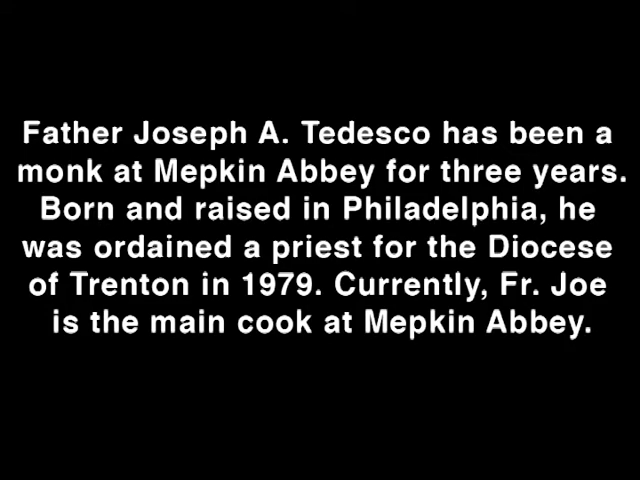 Father Joseph A. Tedesco has been a
monk at Mepkin Abbey for three years.
Born and raised in Philadelphia, he
was ordained a priest for the Diocese
of Trenton in 1979. Currently, Fr. Joe
is the main cook at Mepkin Abbey.